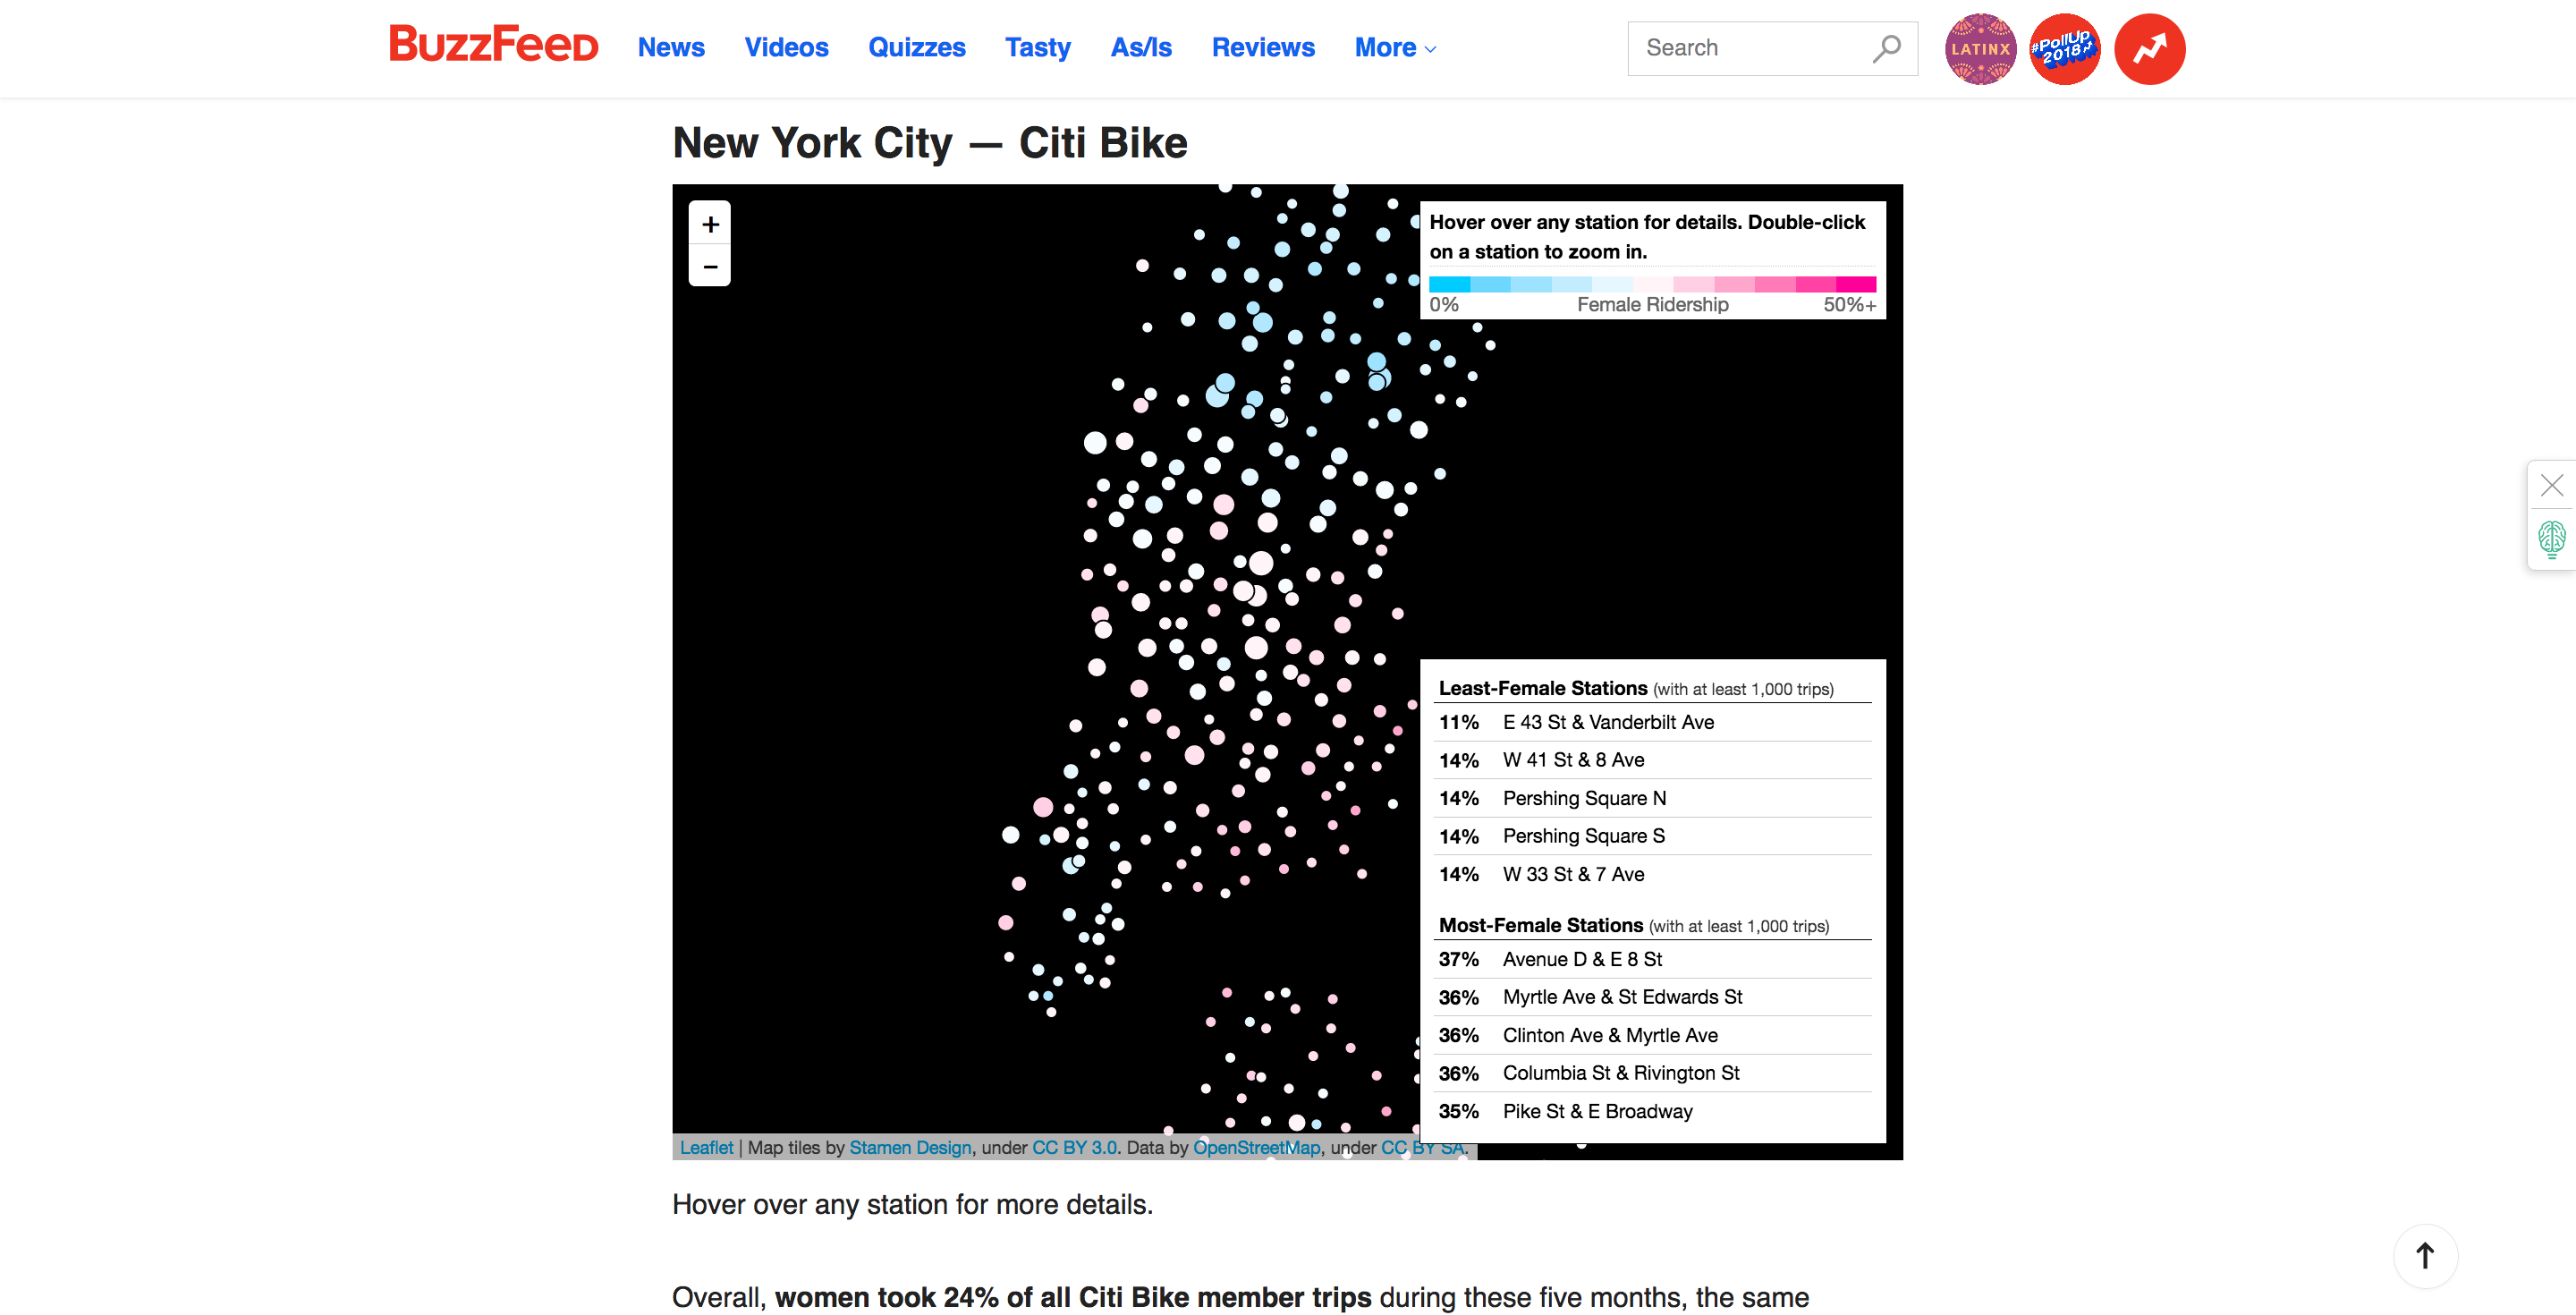 BuzzFeed News Videos Quizzes Tasty As/Is Reviews More Search LATINX #PollUp 2018
New York City — Citi Bike
+
−
Hover over any station for details. Double-click
on a station to zoom in.
0% Female Ridership 50%+
Least-Female Stations (with at least 1,000 trips)
11% E 43 St & Vanderbilt Ave
14% W 41 St & 8 Ave
14% Pershing Square N
14% Pershing Square S
14% W 33 St & 7 Ave
Most-Female Stations (with at least 1,000 trips)
37% Avenue D & E 8 St
36% Myrtle Ave & St Edwards St
36% Clinton Ave & Myrtle Ave
36% Columbia St & Rivington St
35% Pike St & E Broadway
Leaflet | Map tiles by Stamen Design, under CC BY 3.0. Data by OpenStreetMap, under CC BY SA.
Hover over any station for more details.
Overall, women took 24% of all Citi Bike member trips during these five months, the same